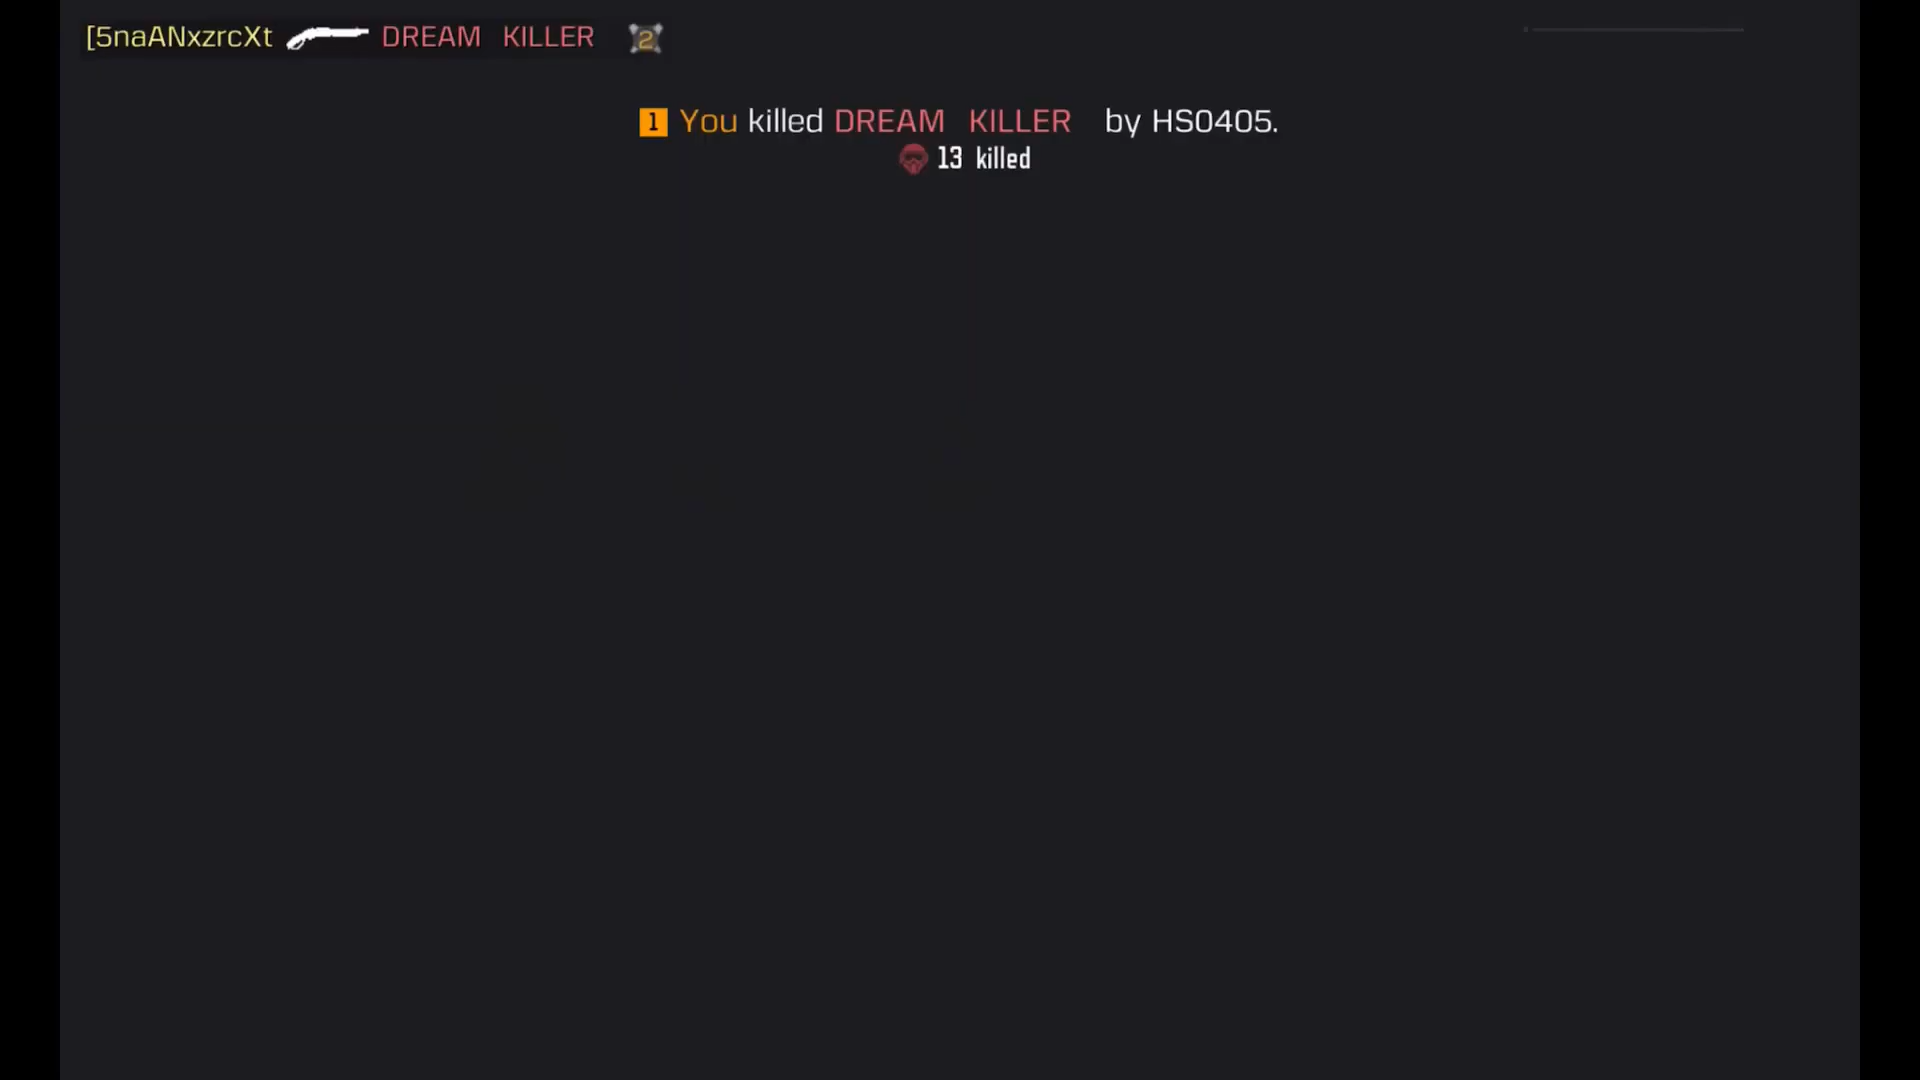 [5naANxzrcXt DREAM KILLER 2
1 You killed DREAM KILLER by HS0405.
13 killed